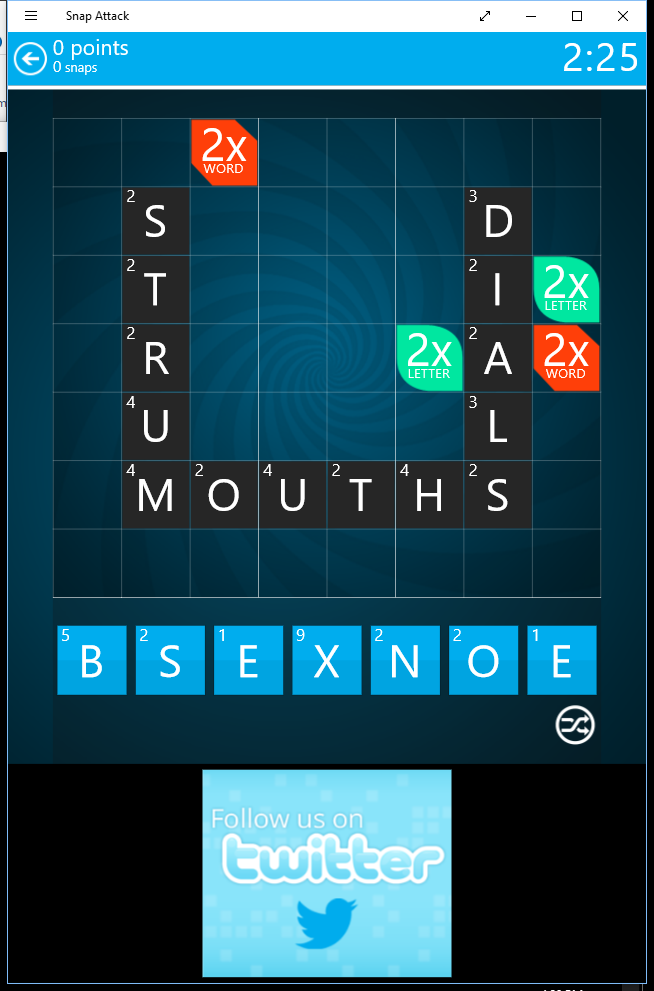 Snap Attack
0 points
0 snaps
2:25
2x
WORD
2 S
3 D
2 T
2 I
2x
LETTER
2 R
2x
LETTER
2 A
2x
WORD
4 U
3 L
4 M 2 O 4 U 2 T 4 H 2 S
5 B 2 S 1 E 9 X 2 N 2 O 1 E
Follow us on
twitter